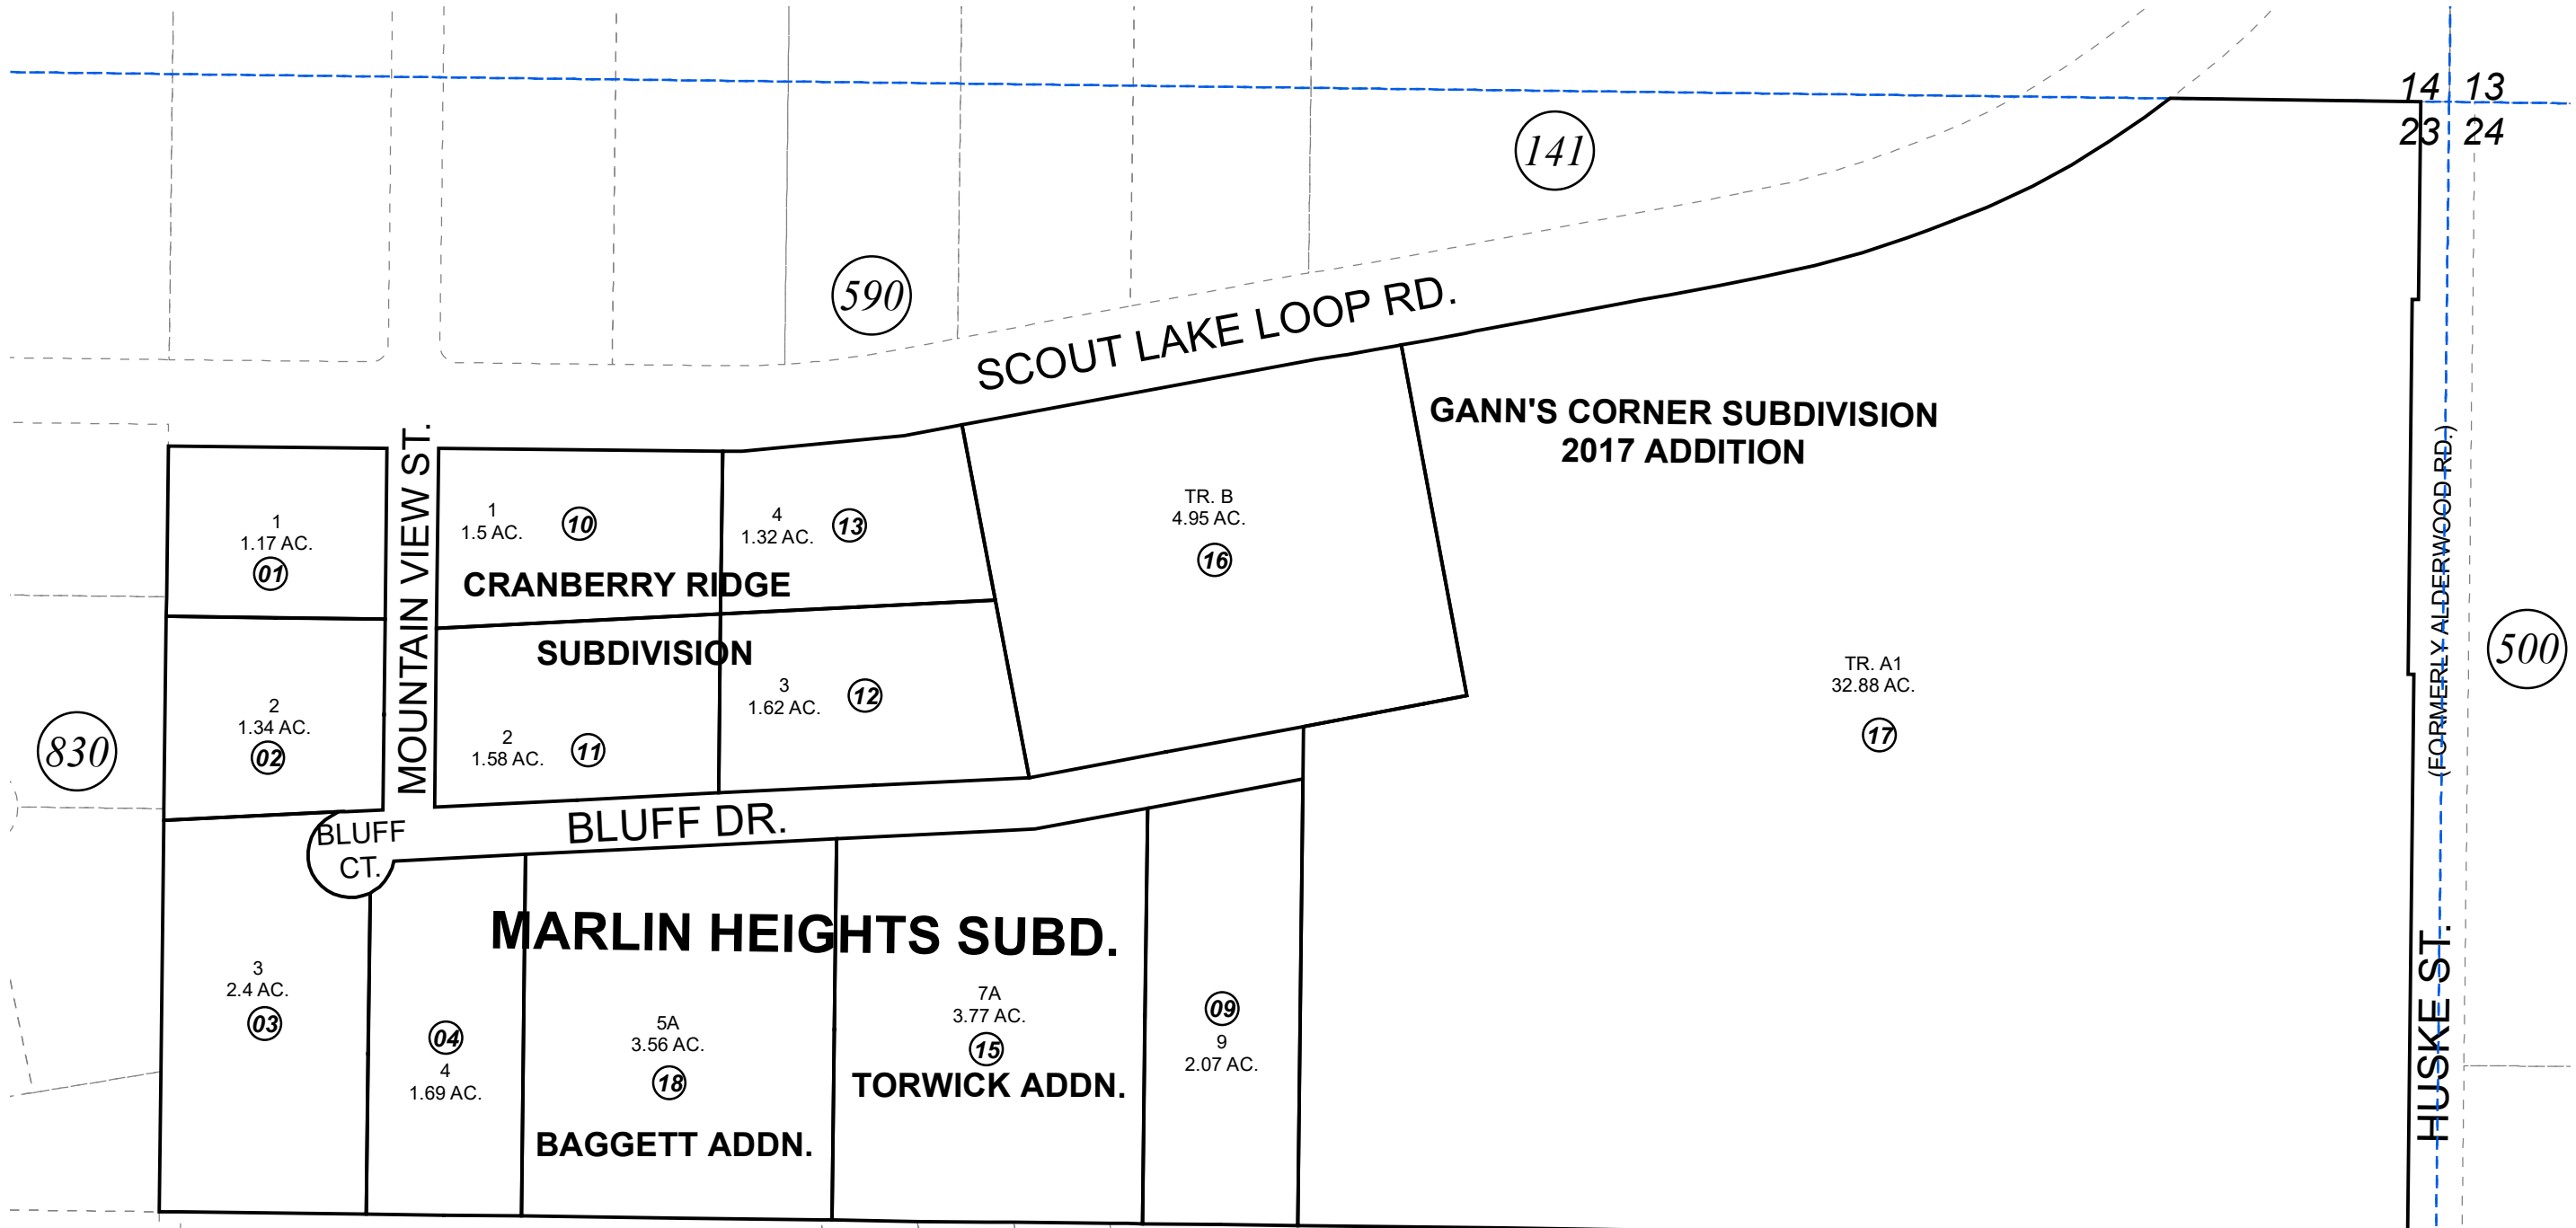 14 13
23 24
141
590
SCOUT LAKE LOOP RD.
GANN'S CORNER SUBDIVISION
2017 ADDITION
MOUNTAIN VIEW ST.
1
1.17 AC.
01
1
1.5 AC.
10
4
1.32 AC.
13
TR. B
4.95 AC.
16
CRANBERRY RIDGE
SUBDIVISION
(FORMERLY ALDERWOOD RD.)
500
TR. A1
32.88 AC.
17
830
2
1.34 AC.
02
2
1.58 AC.
11
3
1.62 AC.
12
BLUFF
CT.
BLUFF DR.
MARLIN HEIGHTS SUBD.
HUSKE ST.
3
2.4 AC.
03
04
4
1.69 AC.
5A
3.56 AC.
18
BAGGETT ADDN.
7A
3.77 AC.
15
TORWICK ADDN.
09
9
2.07 AC.